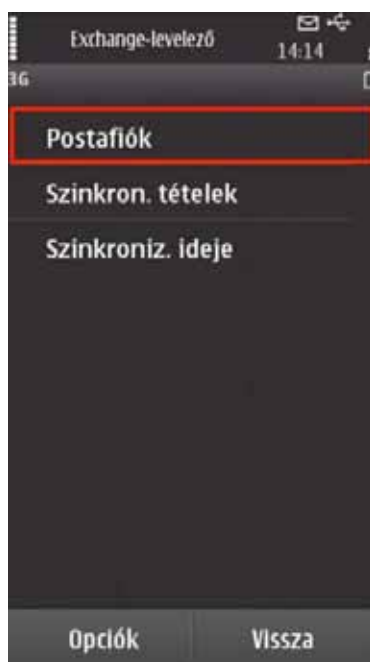 Exchange-levelező
14:14
3G
Postafiók
Szinkron. tételek
Szinkroniz. ideje
Opciók
Vissza